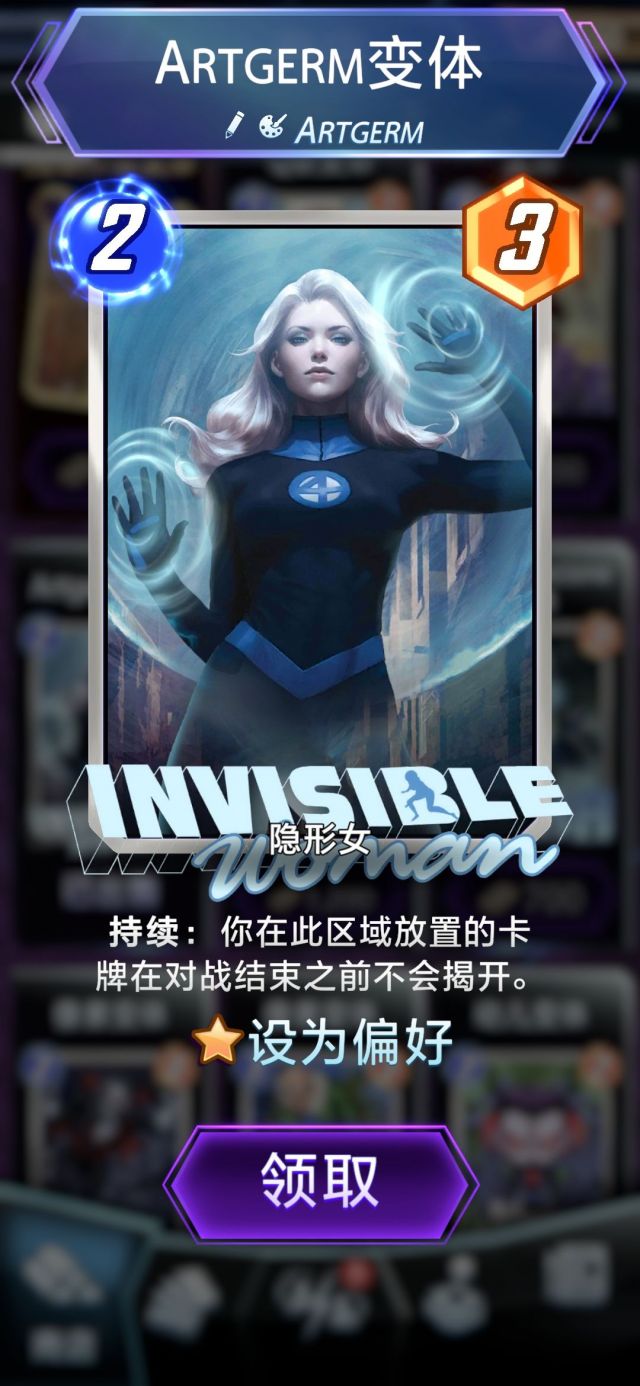 ARTGERM变体
ARTGERM
2
3
4
INVISIBLE
Woman
隐形女
持续：你在此区域放置的卡
牌在对战结束之前不会揭开。
设为偏好
领取